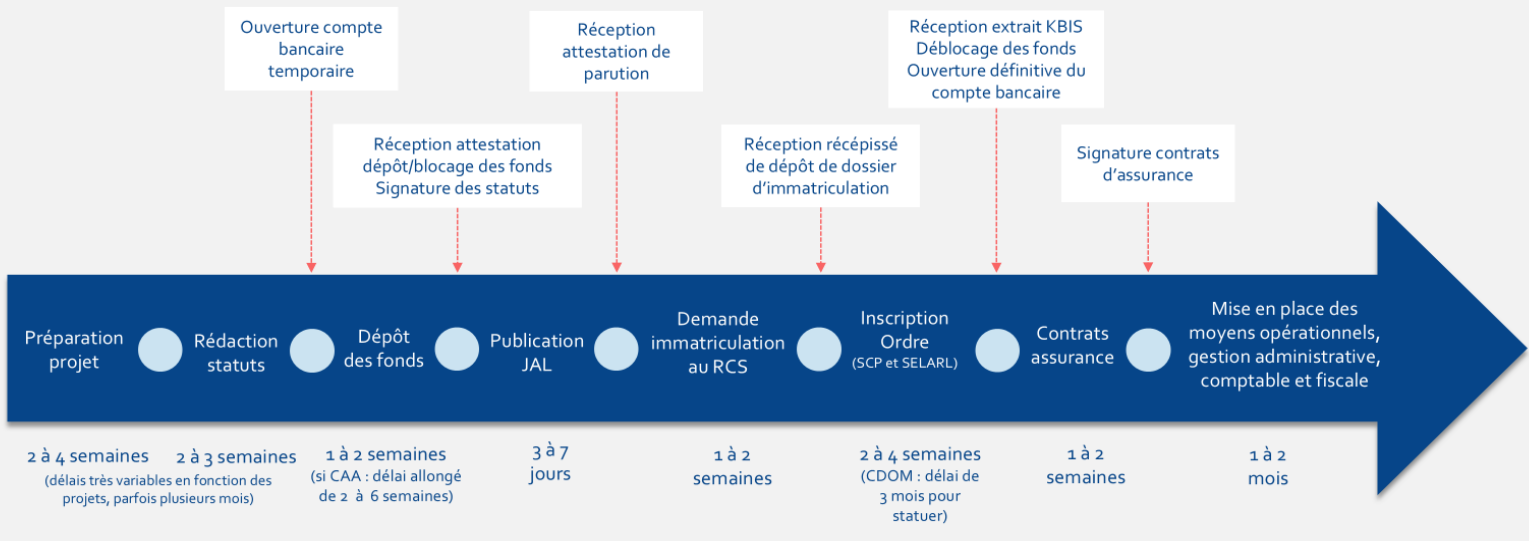 Ouverture compte
bancaire
temporaire
Réception
attestation de
parution
Réception extrait KBIS
Déblocage des fonds
Ouverture définitive du
compte bancaire
Réception attestation
dépôt/blocage des fonds
Signature des statuts
Réception récépissé
de dépôt de dossier
d'immatriculation
Signature contrats
d'assurance
Préparation
projet
Rédaction
statuts
Dépôt
des fonds
Publication
JAL
Demande
immatriculation
au RCS
Inscription
Ordre
(SCP et SELARL)
Contrats
assurance
Mise en place des
moyens opérationnels,
gestion administrative,
comptable et fiscale
2 à 4 semaines
2 à 3 semaines
(délais très variables en fonction des
projets, parfois plusieurs mois)
1 à 2 semaines
(si CAA : délai allongé
de 2 à 6 semaines)
3 à 7
jours
1 à 2
semaines
2 à 4 semaines
(CDOM : délai de
3 mois pour
statuer)
1 à 2
semaines
1 à 2
mois